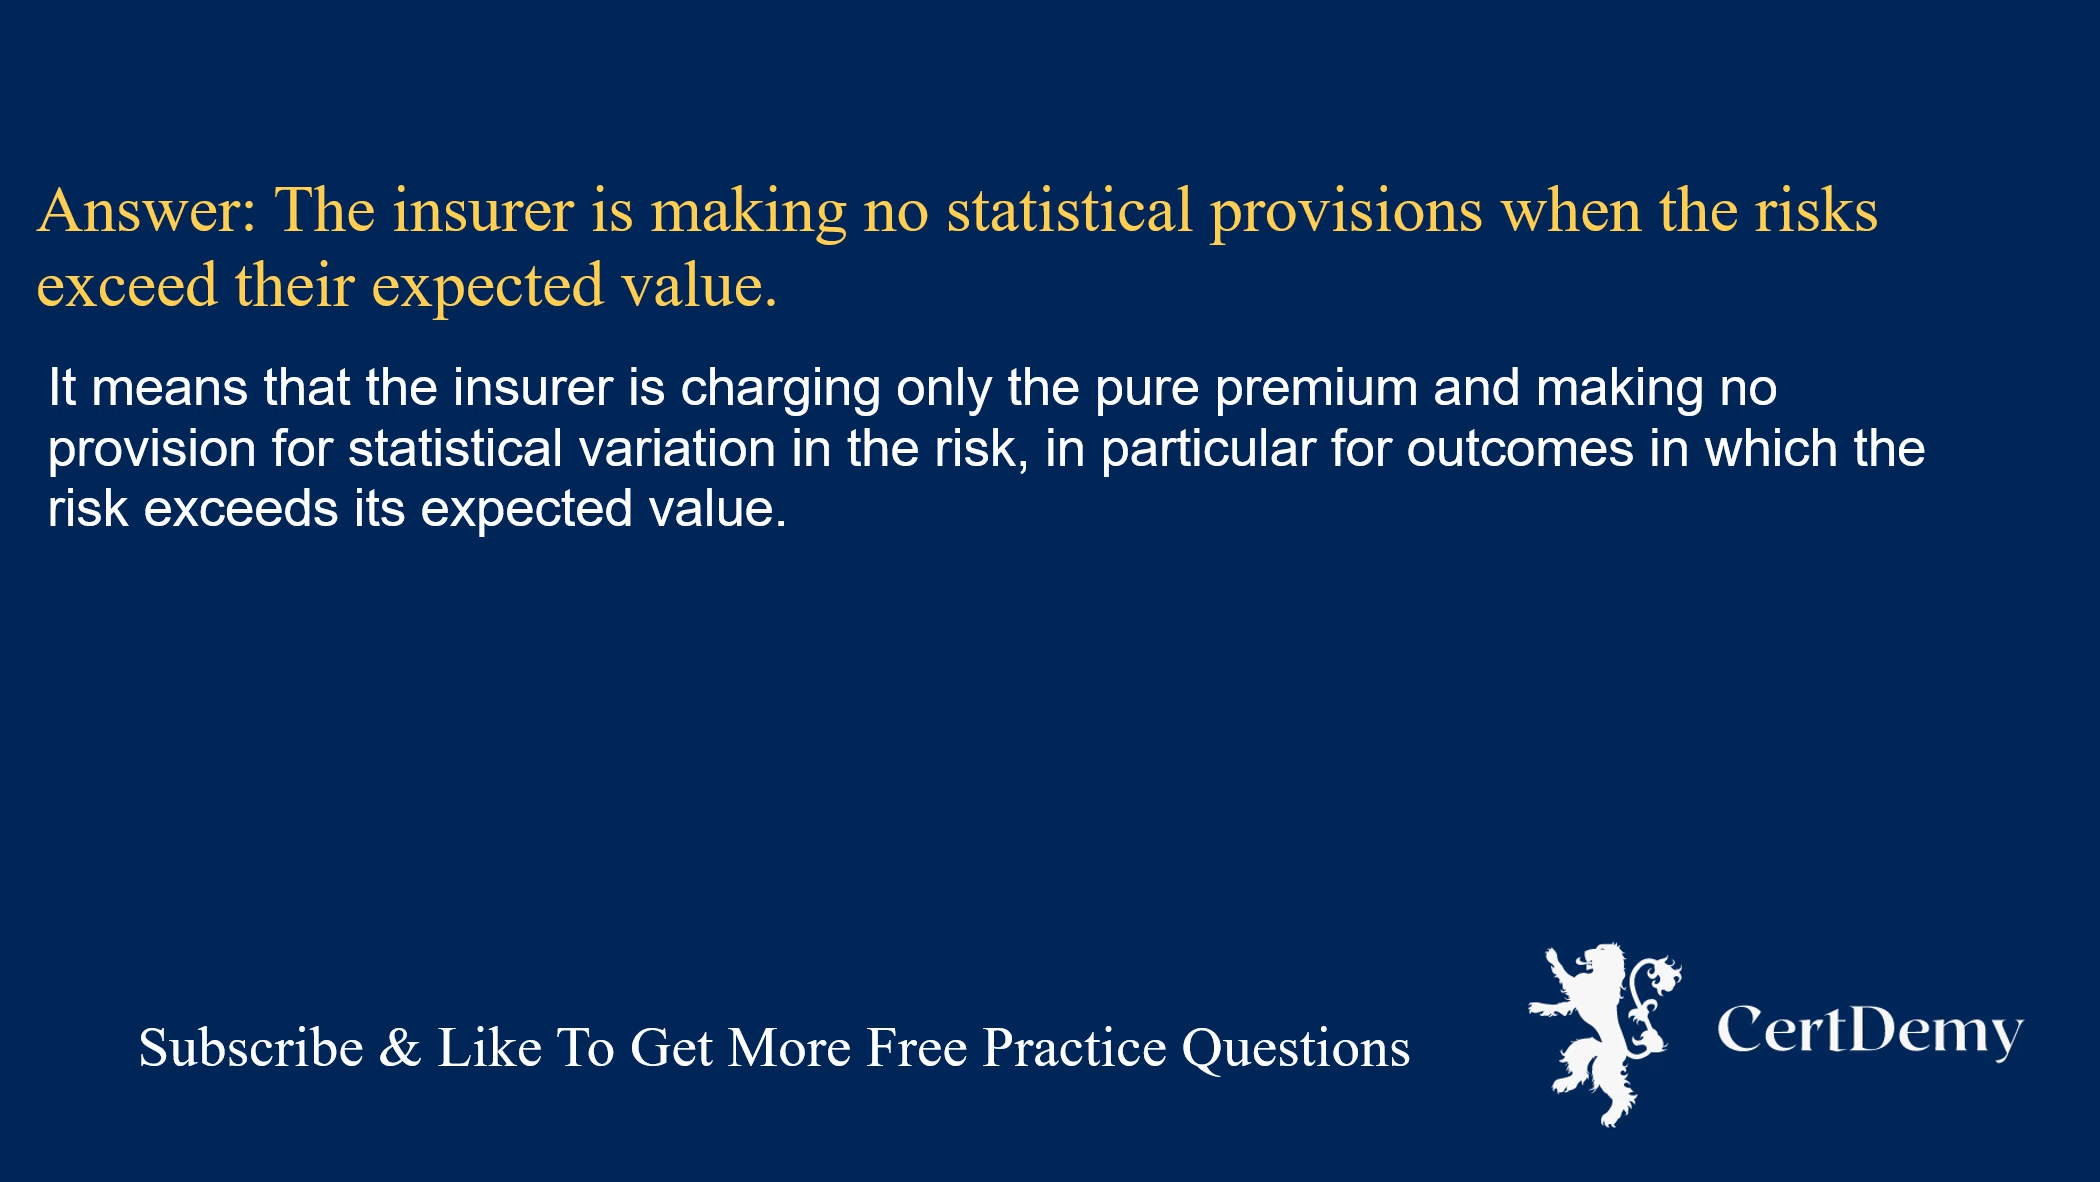 Answer: The insurer is making no statistical provisions when the risks
exceed their expected value.
It means that the insurer is charging only the pure premium and making no
provision for statistical variation in the risk, in particular for outcomes in which the
risk exceeds its expected value.
Subscribe & Like To Get More Free Practice Questions
CertDemy